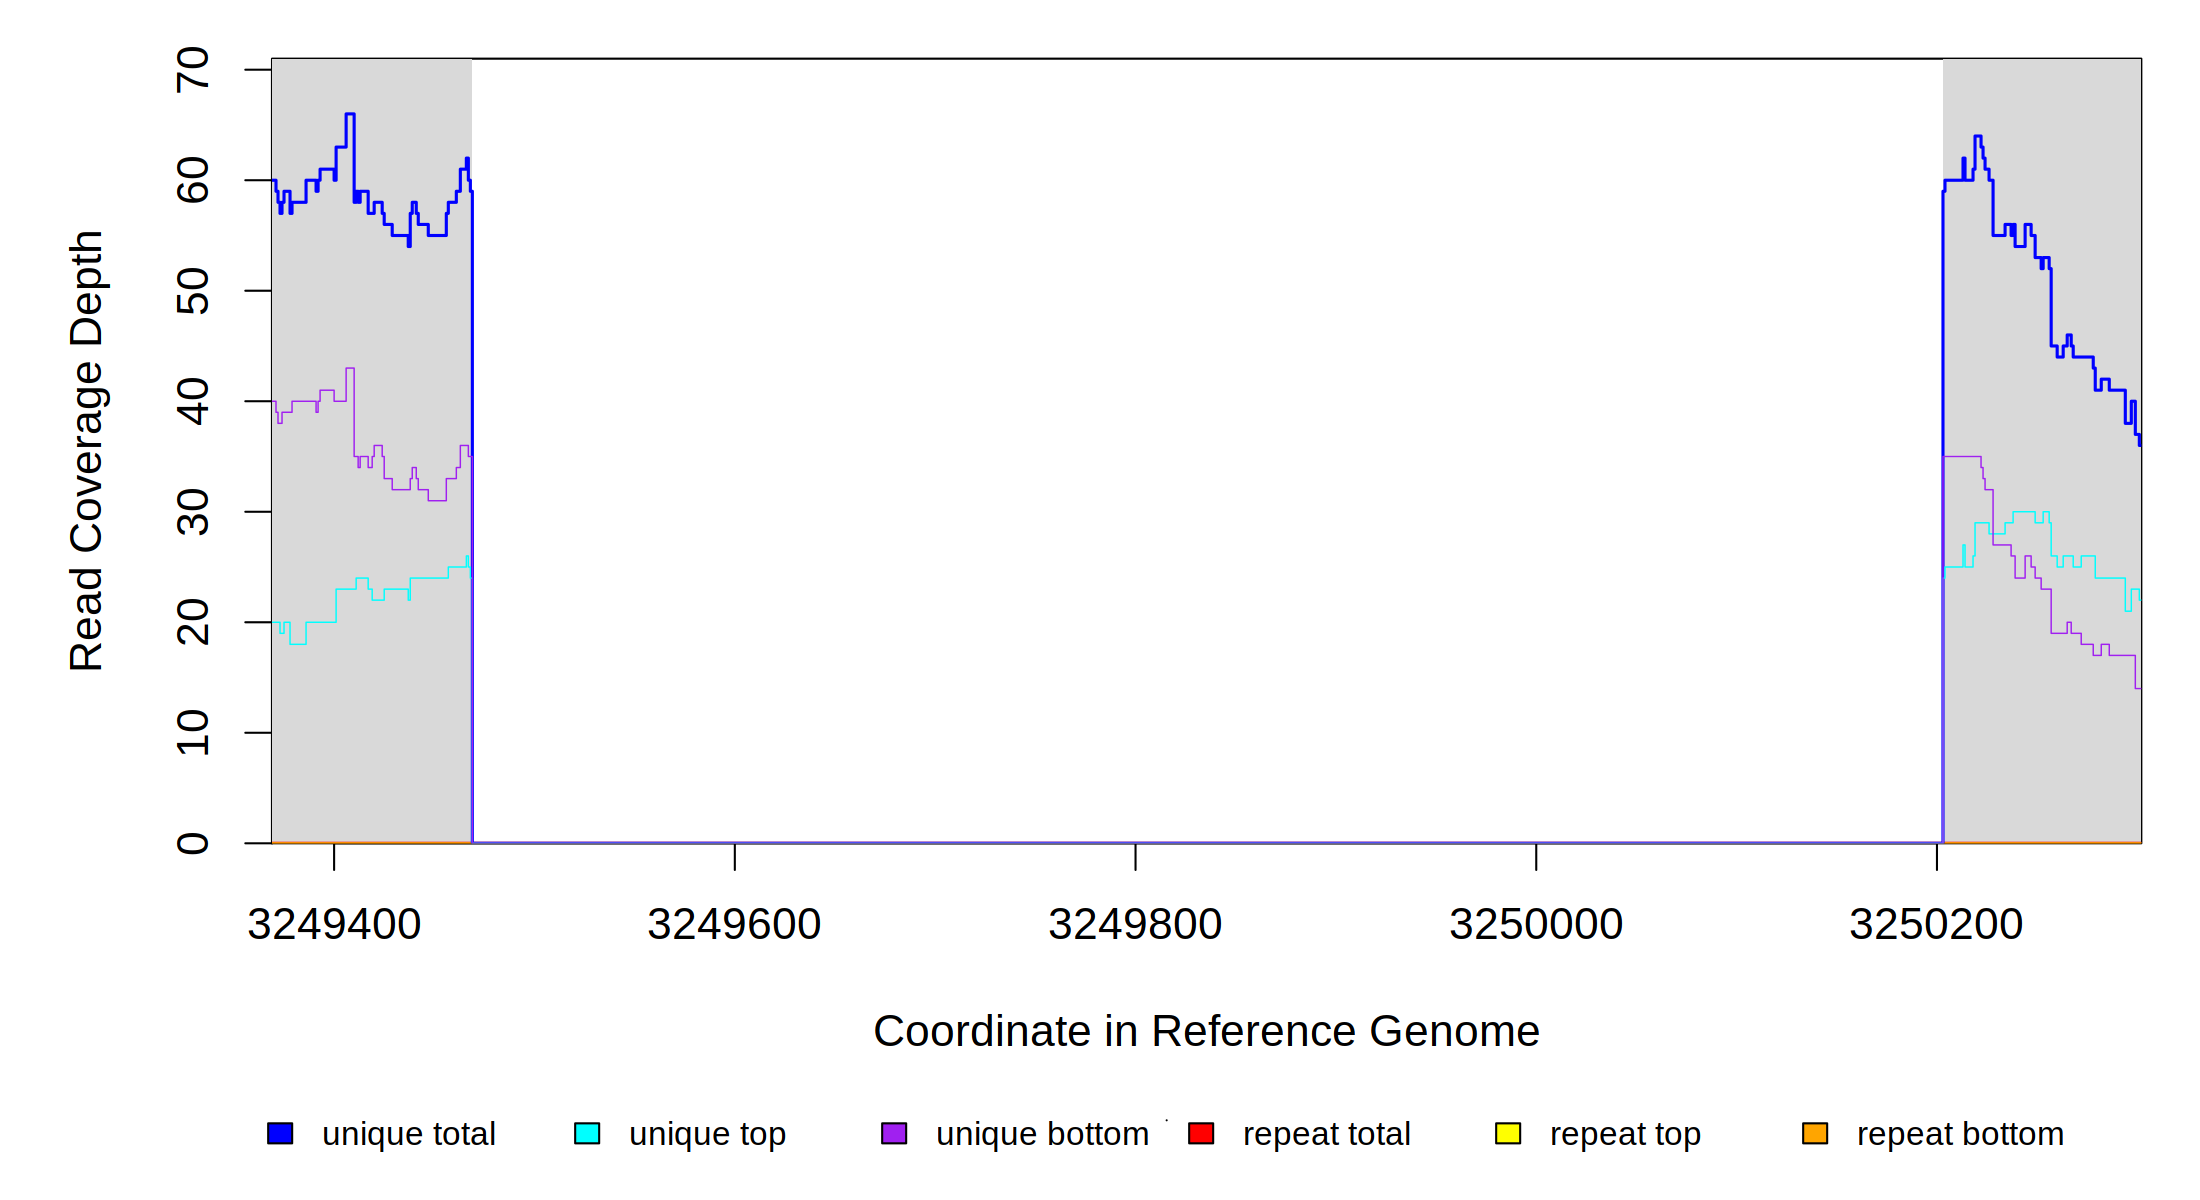 70
60
50
40
30
20
10
0
Read Coverage Depth
3249400 3249600 3249800 3250000 3250200
Coordinate in Reference Genome
unique total unique top unique bottom repeat total repeat top repeat bottom